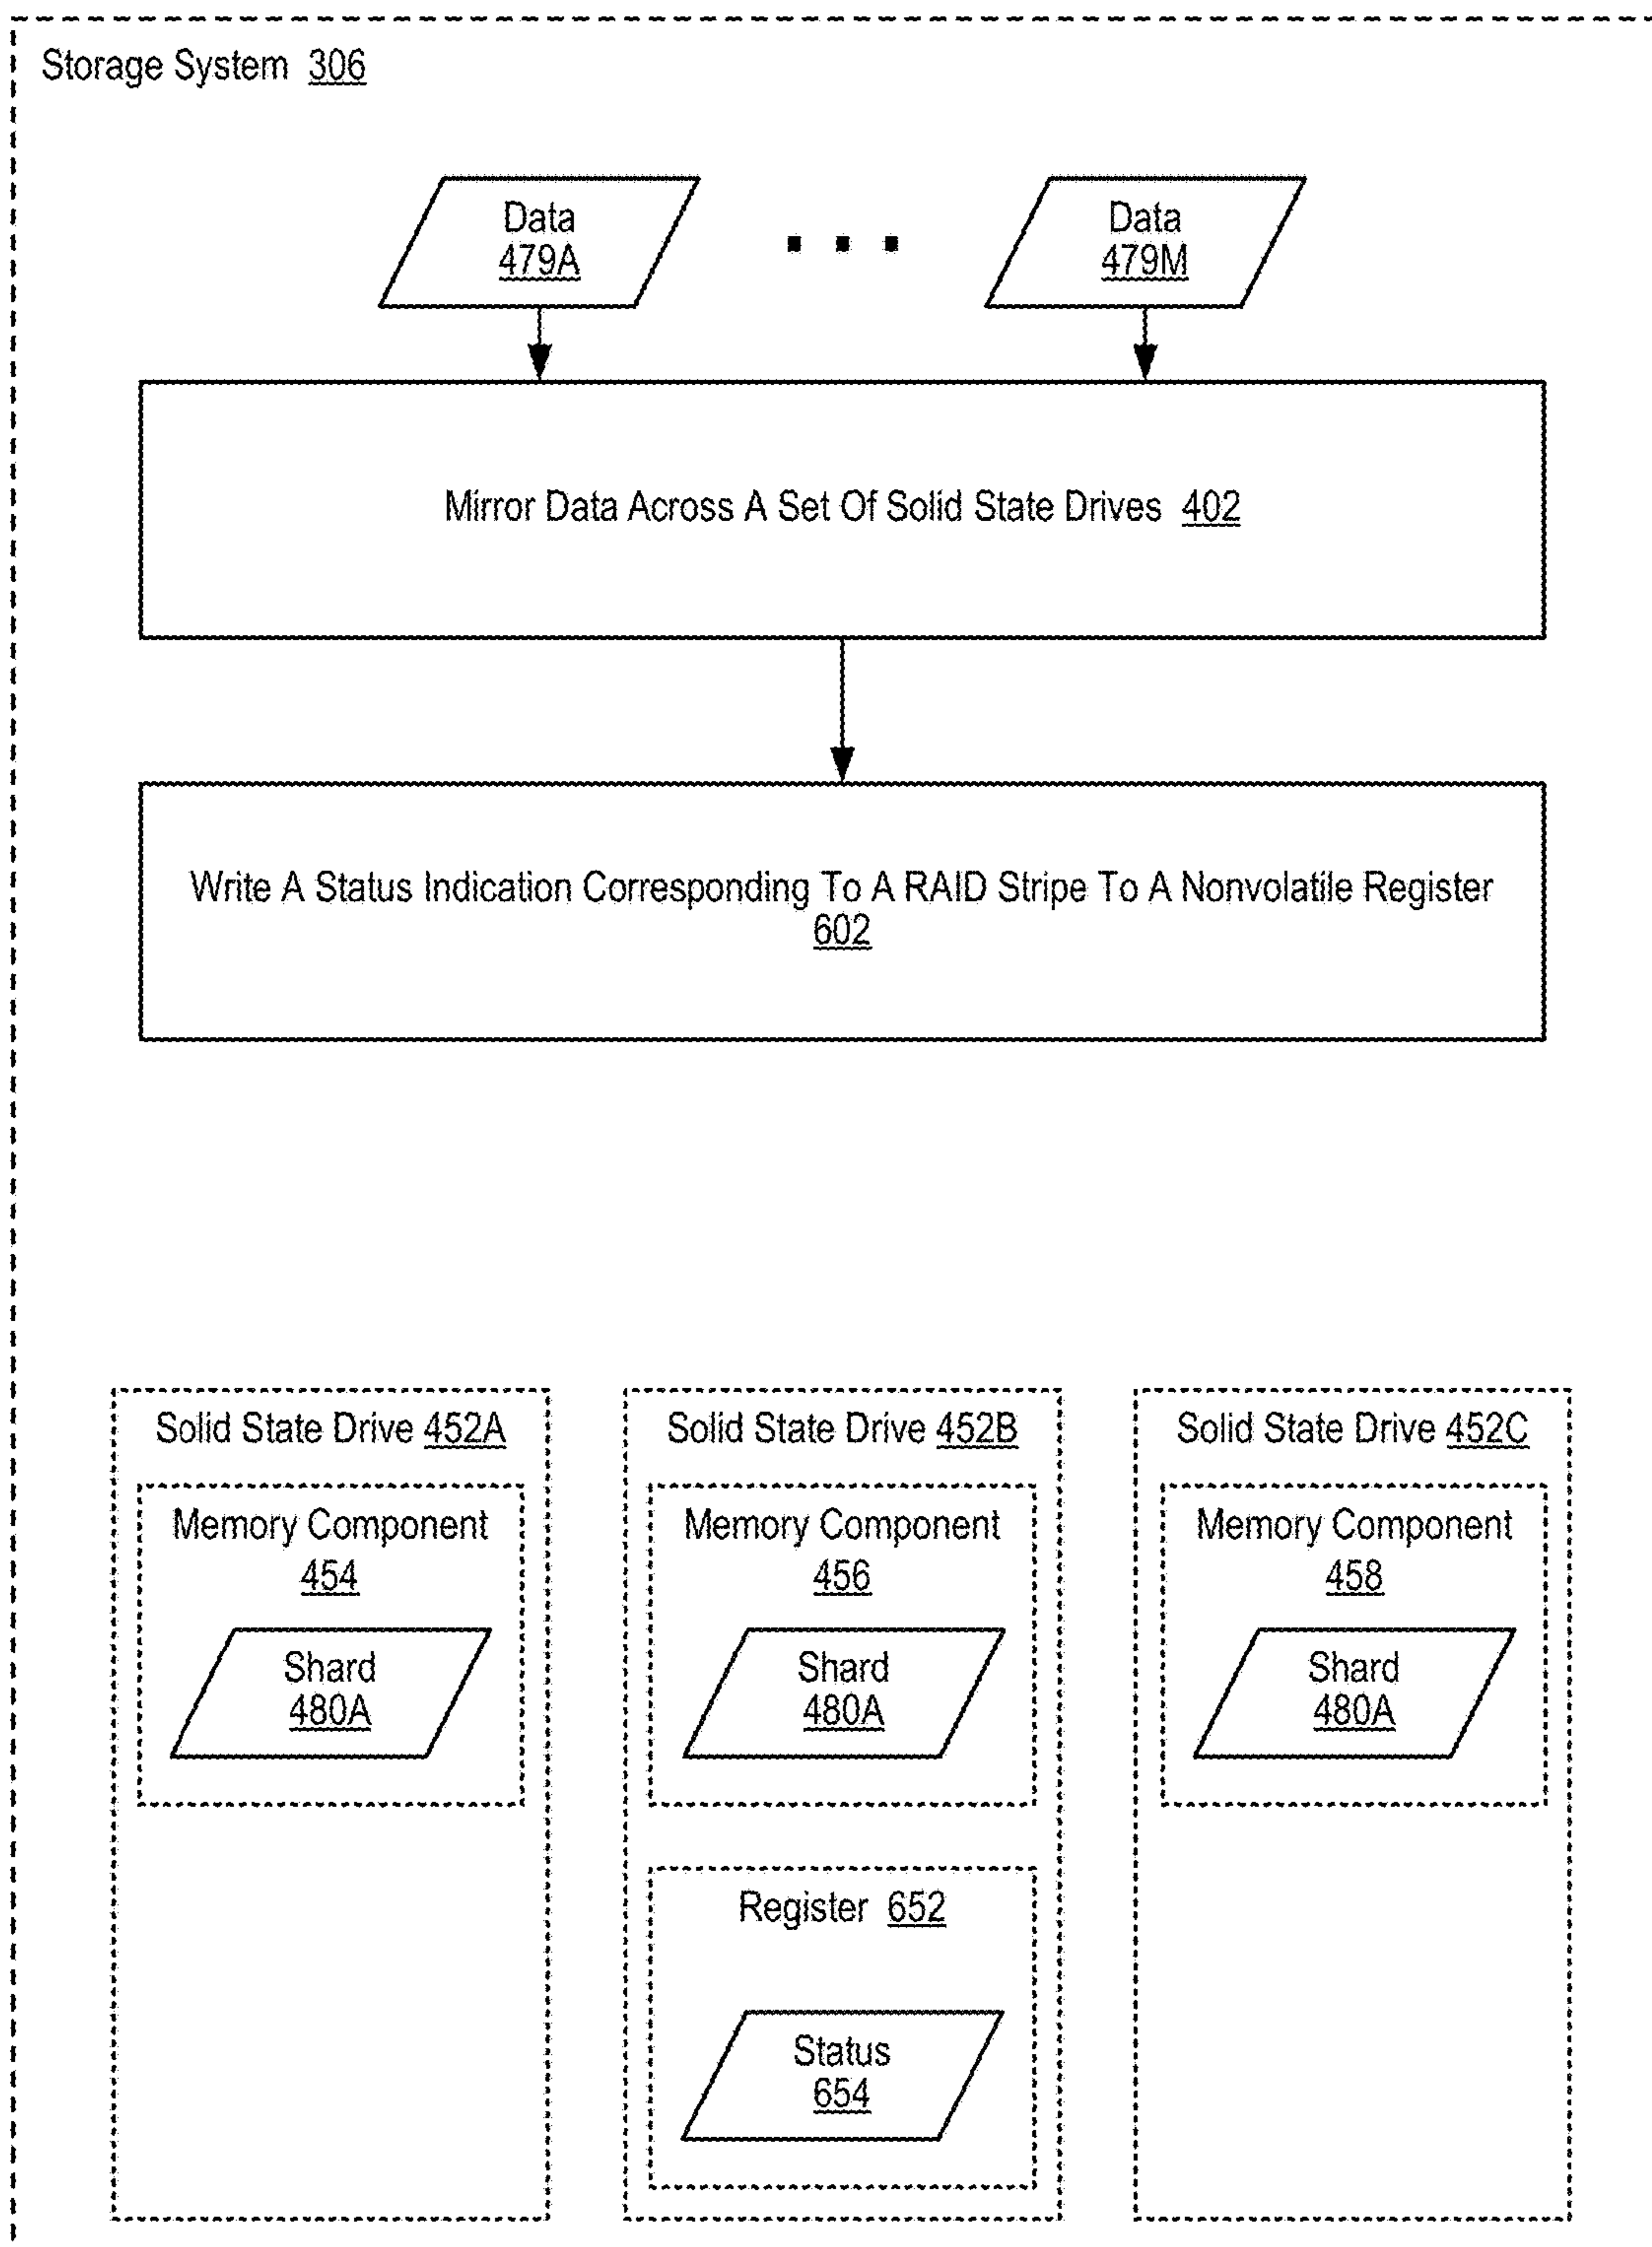 Storage System 306
Data
479A
Data
479M
Mirror Data Across A Set Of Solid State Drives 402
Write A Status Indication Corresponding To A RAID Stripe To A Nonvolatile Register
602
Solid State Drive 452A
Memory Component
454
Shard
480A
Solid State Drive 452B
Memory Component
456
Shard
480A
Register 652
Status
654
Solid State Drive 452C
Memory Component
458
Shard
480A